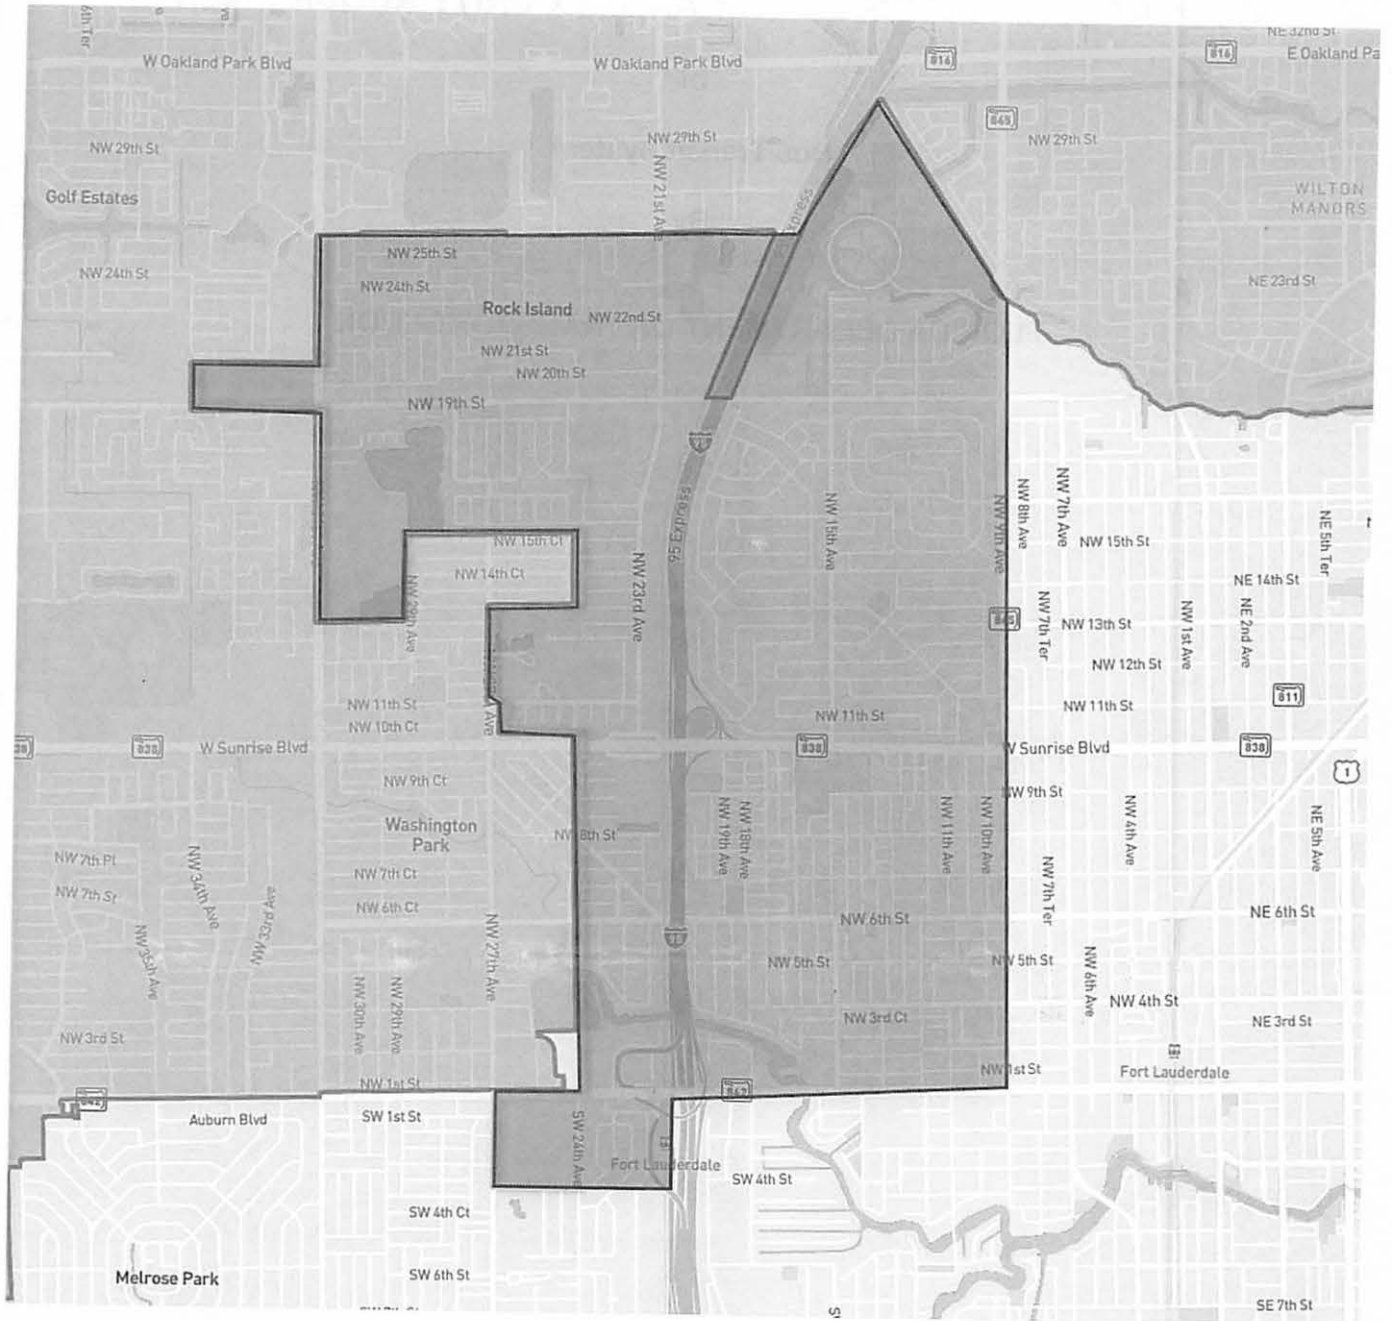 NE 32nd St
W Oakland Park Blvd
W Oakland Park Blvd
816
816
E Oakland Pa
845
NW 29th St
NW 29th St
NW 29th St
NW 21st Ave
Golf Estates
WILTON
MANORS
xpress
NW 25th St
NW 24th St
NW 24th St
NE 23rd St
Rock Island
NW 22nd St
NW 21st St
NW 20th St
NW 19th St
95 Express
NW 15th Ave
NW 9th Ave
NW 8th Ave
NW 7th Ave
NE 5th Ter
NW 15th Ct
NW 15th St
NW 14th Ct
NE 14th St
NW 29th Ave
NW 23rd Ave
845
NW 7th Ter
NW 13th St
NW 1st Ave
NE 2nd Ave
NW 12th St
NW 11th St
NW 11th St
NW 11th St
811
NW 10th Ct
38
838
W Sunrise Blvd
838
W Sunrise Blvd
838
1
NW 9th Ct
NW 9th St
Washington
Park
NW 8th St
NW 19th Ave
NW 18th Ave
NW 11th Ave
NW 10th Ave
NW 4th Ave
NE 5th Ave
NW 7th Pl
NW 34th Ave
NW 7th Ct
NW 7th Ter
NW 7th St
NW 33rd Ave
NW 6th Ct
NW 6th St
NE 6th St
NW 35th Ave
NW 27th Ave
NW 5th St
NW 5th St
NW 6th Ave
NW 30th Ave
NW 29th Ave
NW 4th St
NW 3rd Ct
NE 3rd St
NW 3rd St
NW 1st St
NW 1st St
Fort Lauderdale
842
842
Auburn Blvd
SW 1st St
SW 24th Ave
Fort Lauderdale
SW 4th St
SW 4th Ct
Melrose Park
SW 6th St
SE 7th St